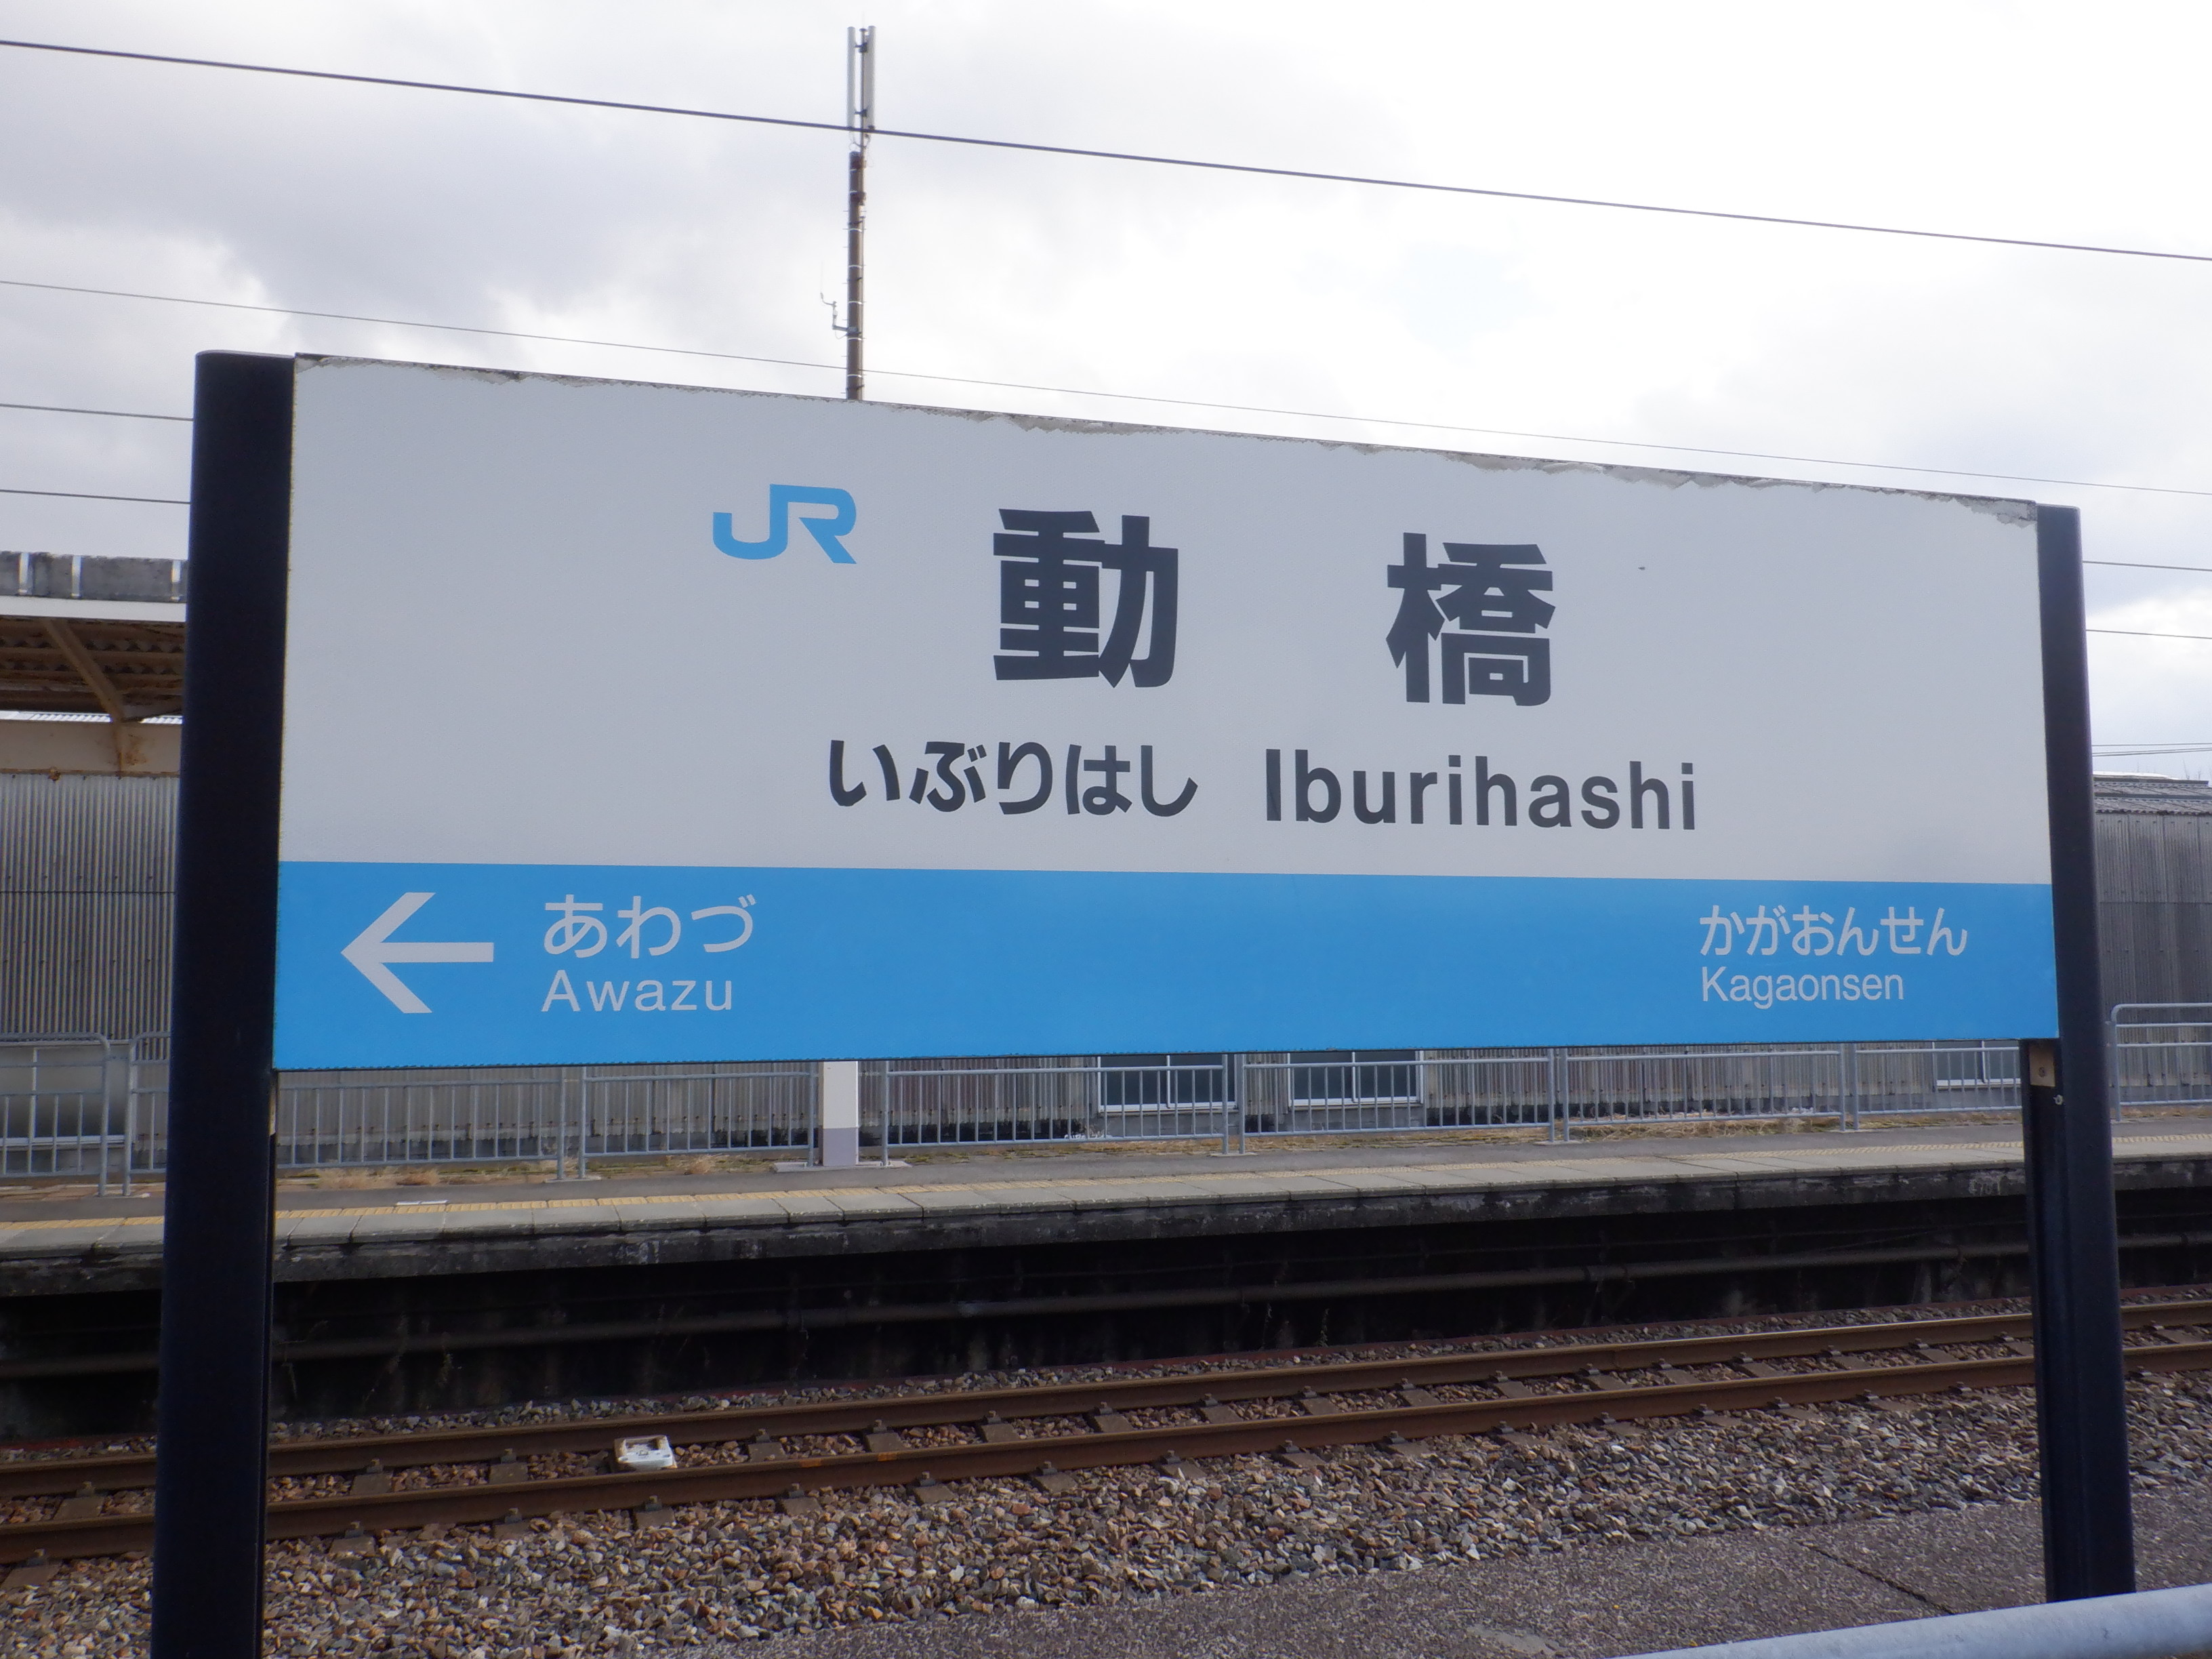 JR 動橋
いぶりはし Iburihashi
← あわづ かがおんせん
Awazu Kagaonsen